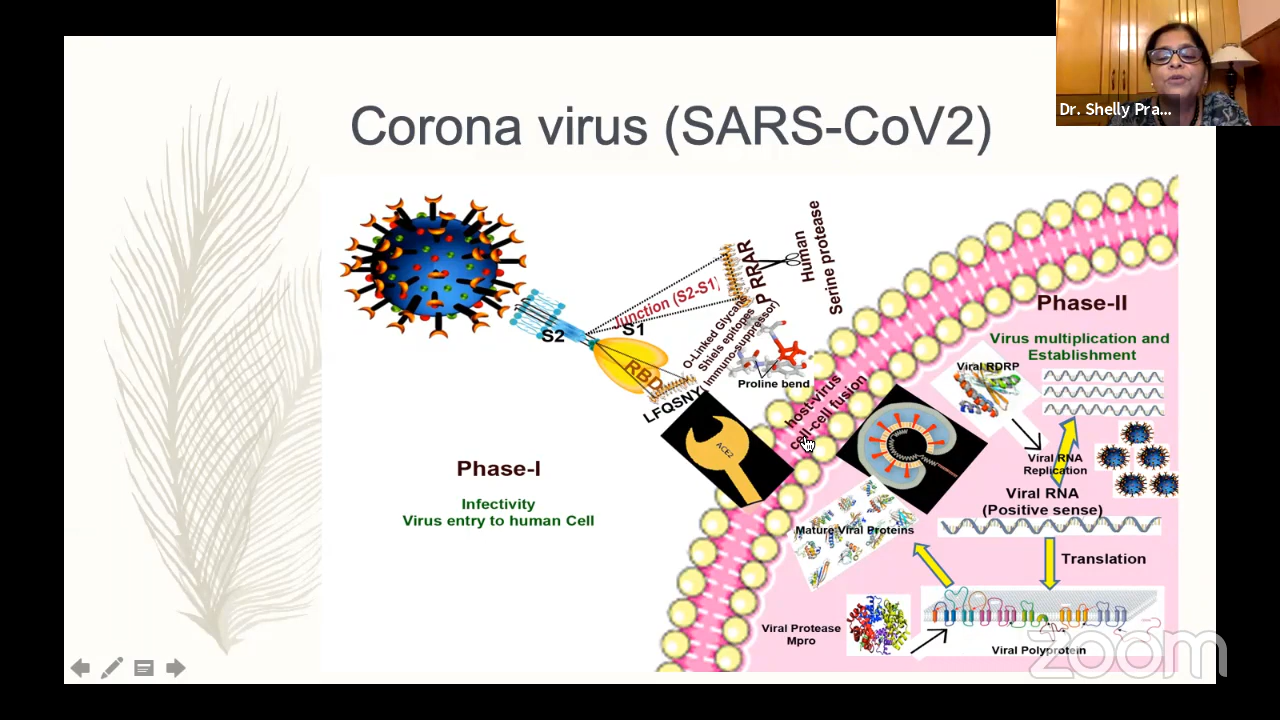 Dr. Shelly Pra...
Corona virus (SARS-CoV2)
Junction (S2-S1)
P RRAR
Human
Serine protease
S2
S1
RBD
LFQSNY
O-Linked Glycans
Shiels epitopes
(Immuno-suppressor)
Proline bend
ACE2
host-virus
cell-cell fusion
Phase-I
Infectivity
Virus entry to human Cell
Phase-II
Virus multiplication and
Establishment
Viral RDRP
Viral RNA
Replication
Viral RNA
(Positive sense)
Translation
Mature Viral Proteins
Viral Protease
Mpro
Viral Polyprotein
zoom